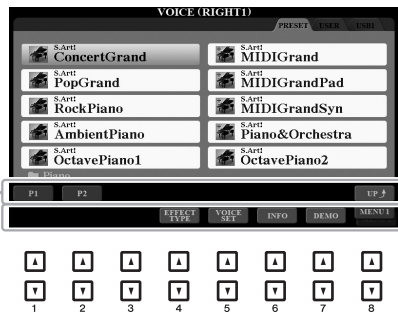 VOICE (RIGHT1)
PRESET USER USB1
S.Art!
ConcertGrand
S.Art!
MIDIGrand
S.Art!
PopGrand
S.Art!
MIDIGrandPad
S.Art!
RockPiano
S.Art!
MIDIGrandSyn
S.Art!
AmbientPiano
S.Art!
Piano&Orchestra
S.Art!
OctavePiano1
S.Art!
OctavePiano2
Piano
P1 P2 UP
EFFECT TYPE VOICE SET INFO DEMO MENU 1
1 2 3 4 5 6 7 8